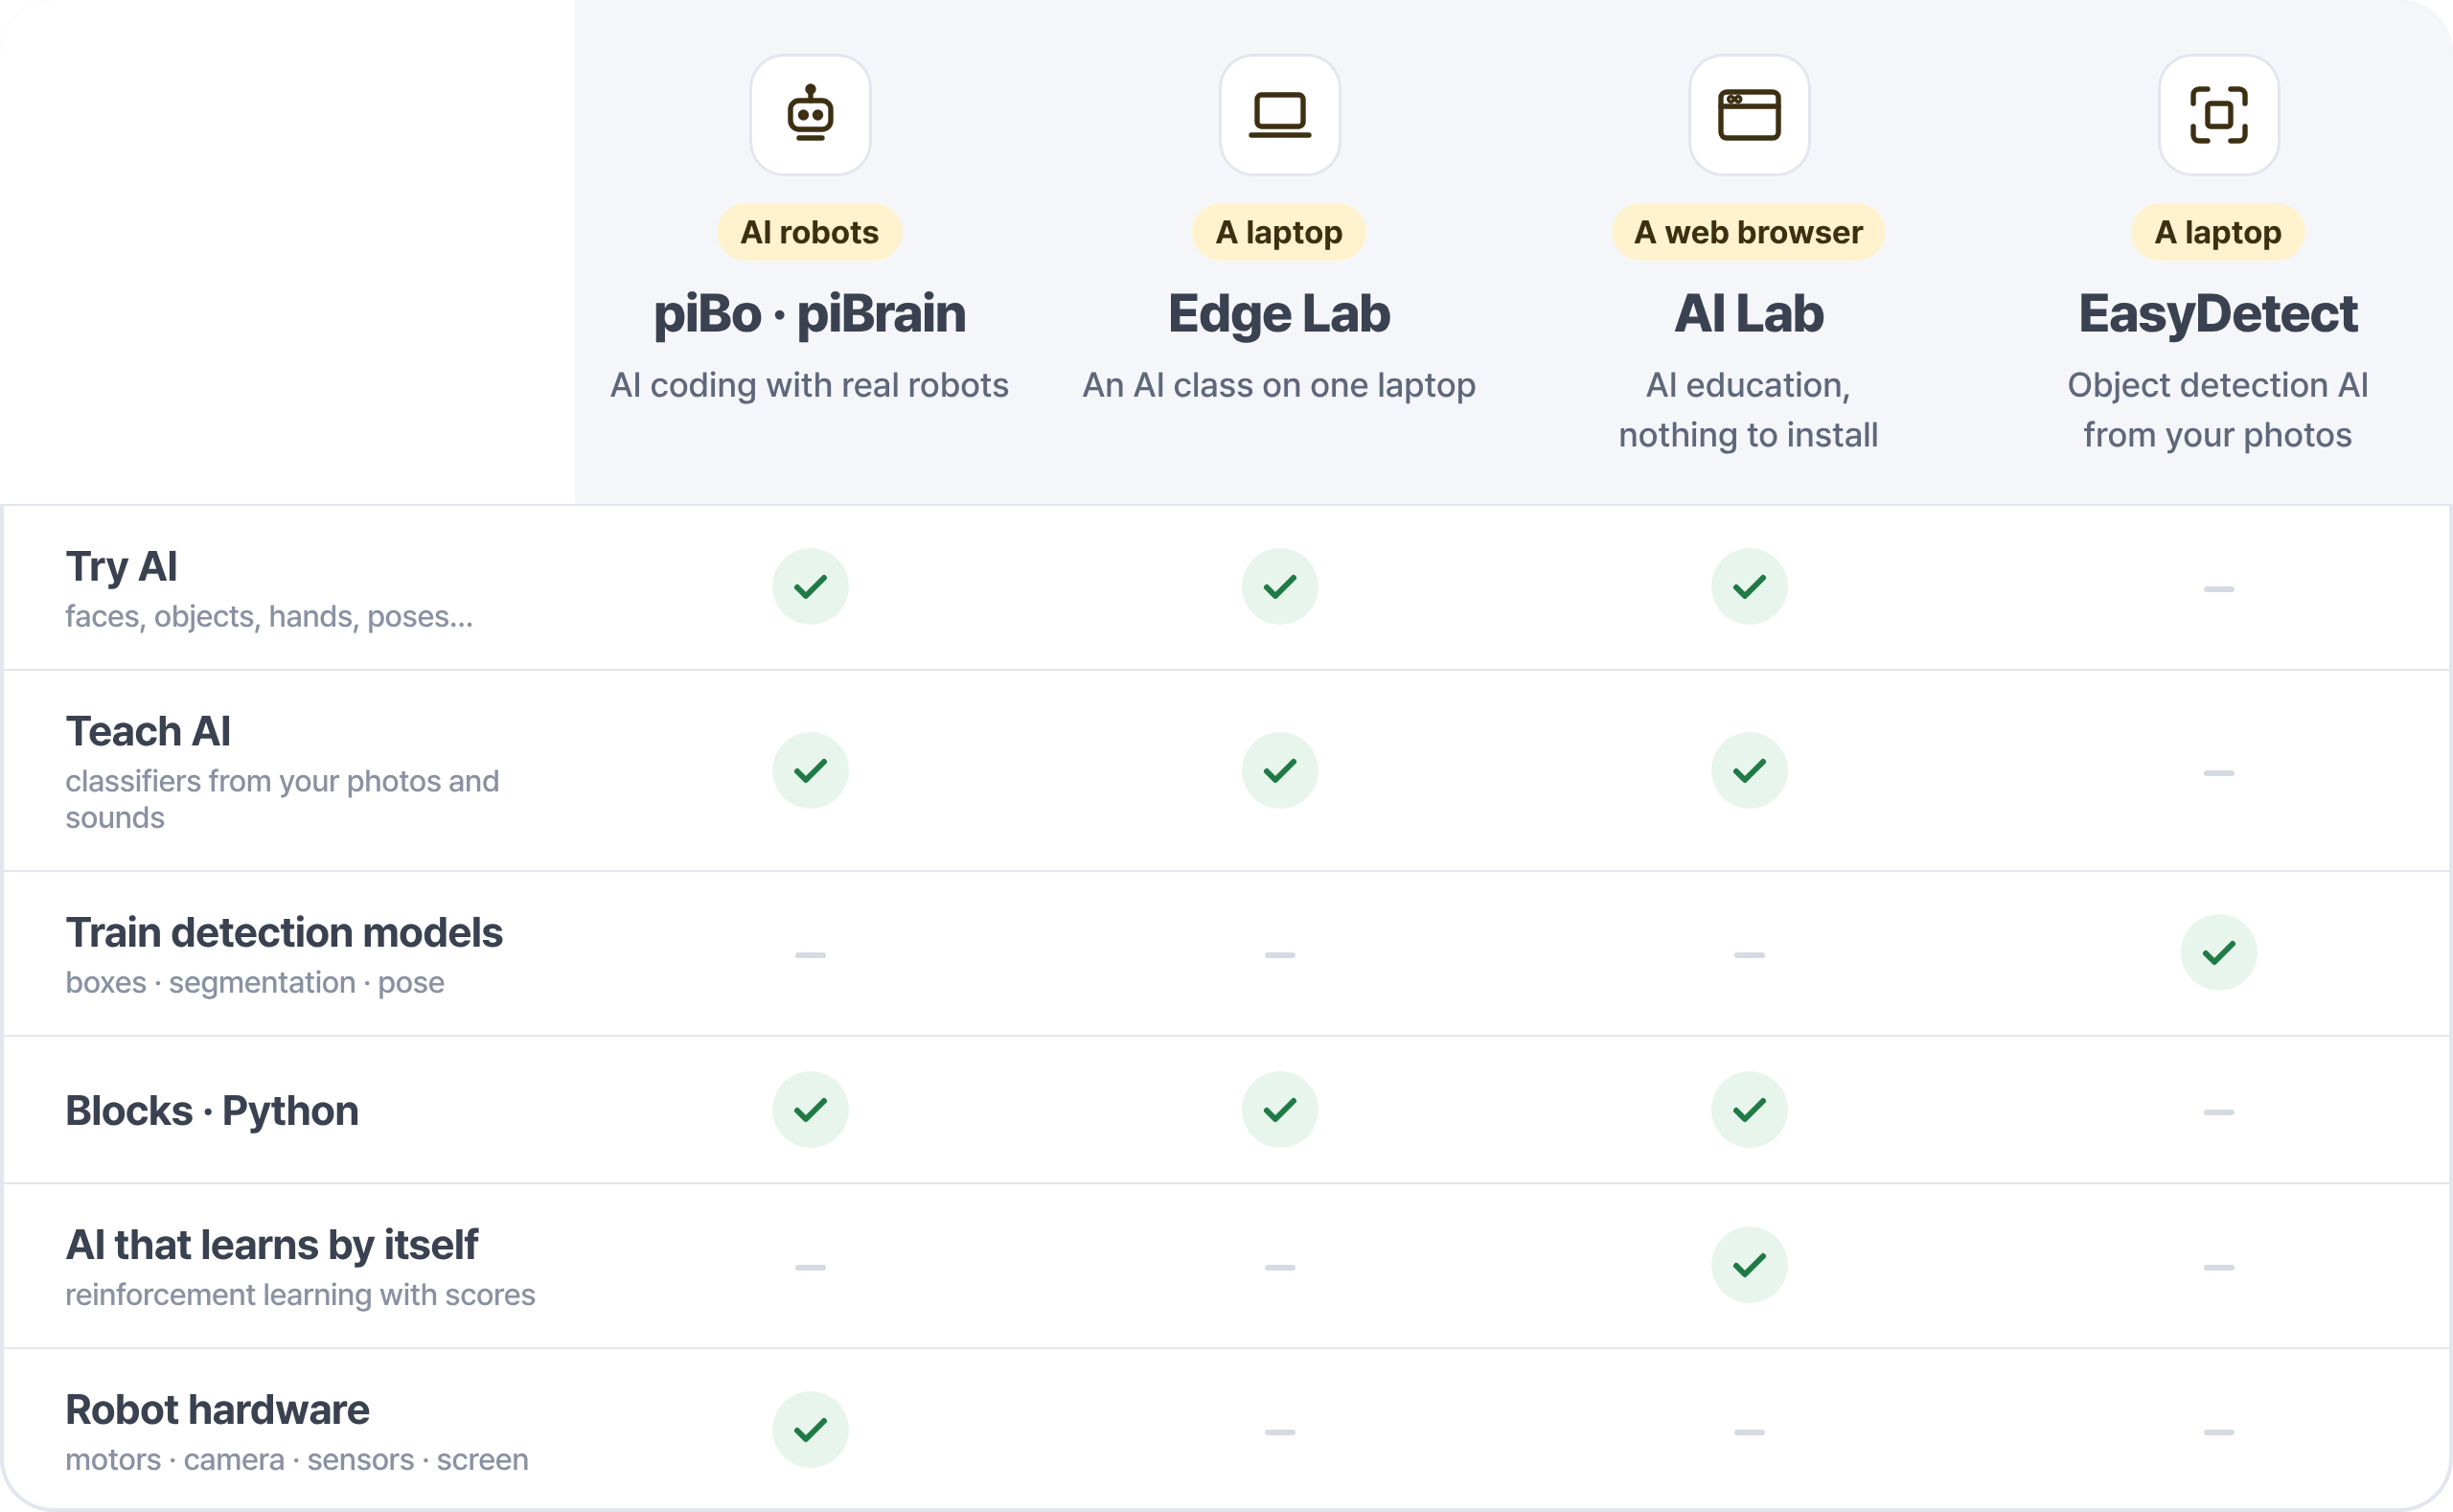 AI robots
A laptop
A web browser
A laptop
piBo · piBrain
Edge Lab
AI Lab
EasyDetect
AI coding with real robots
An AI class on one laptop
AI education,
nothing to install
Object detection AI
from your photos
Try AI
faces, objects, hands, poses...
Teach AI
classifiers from your photos and
sounds
Train detection models
boxes · segmentation · pose
Blocks · Python
AI that learns by itself
reinforcement learning with scores
Robot hardware
motors · camera · sensors · screen